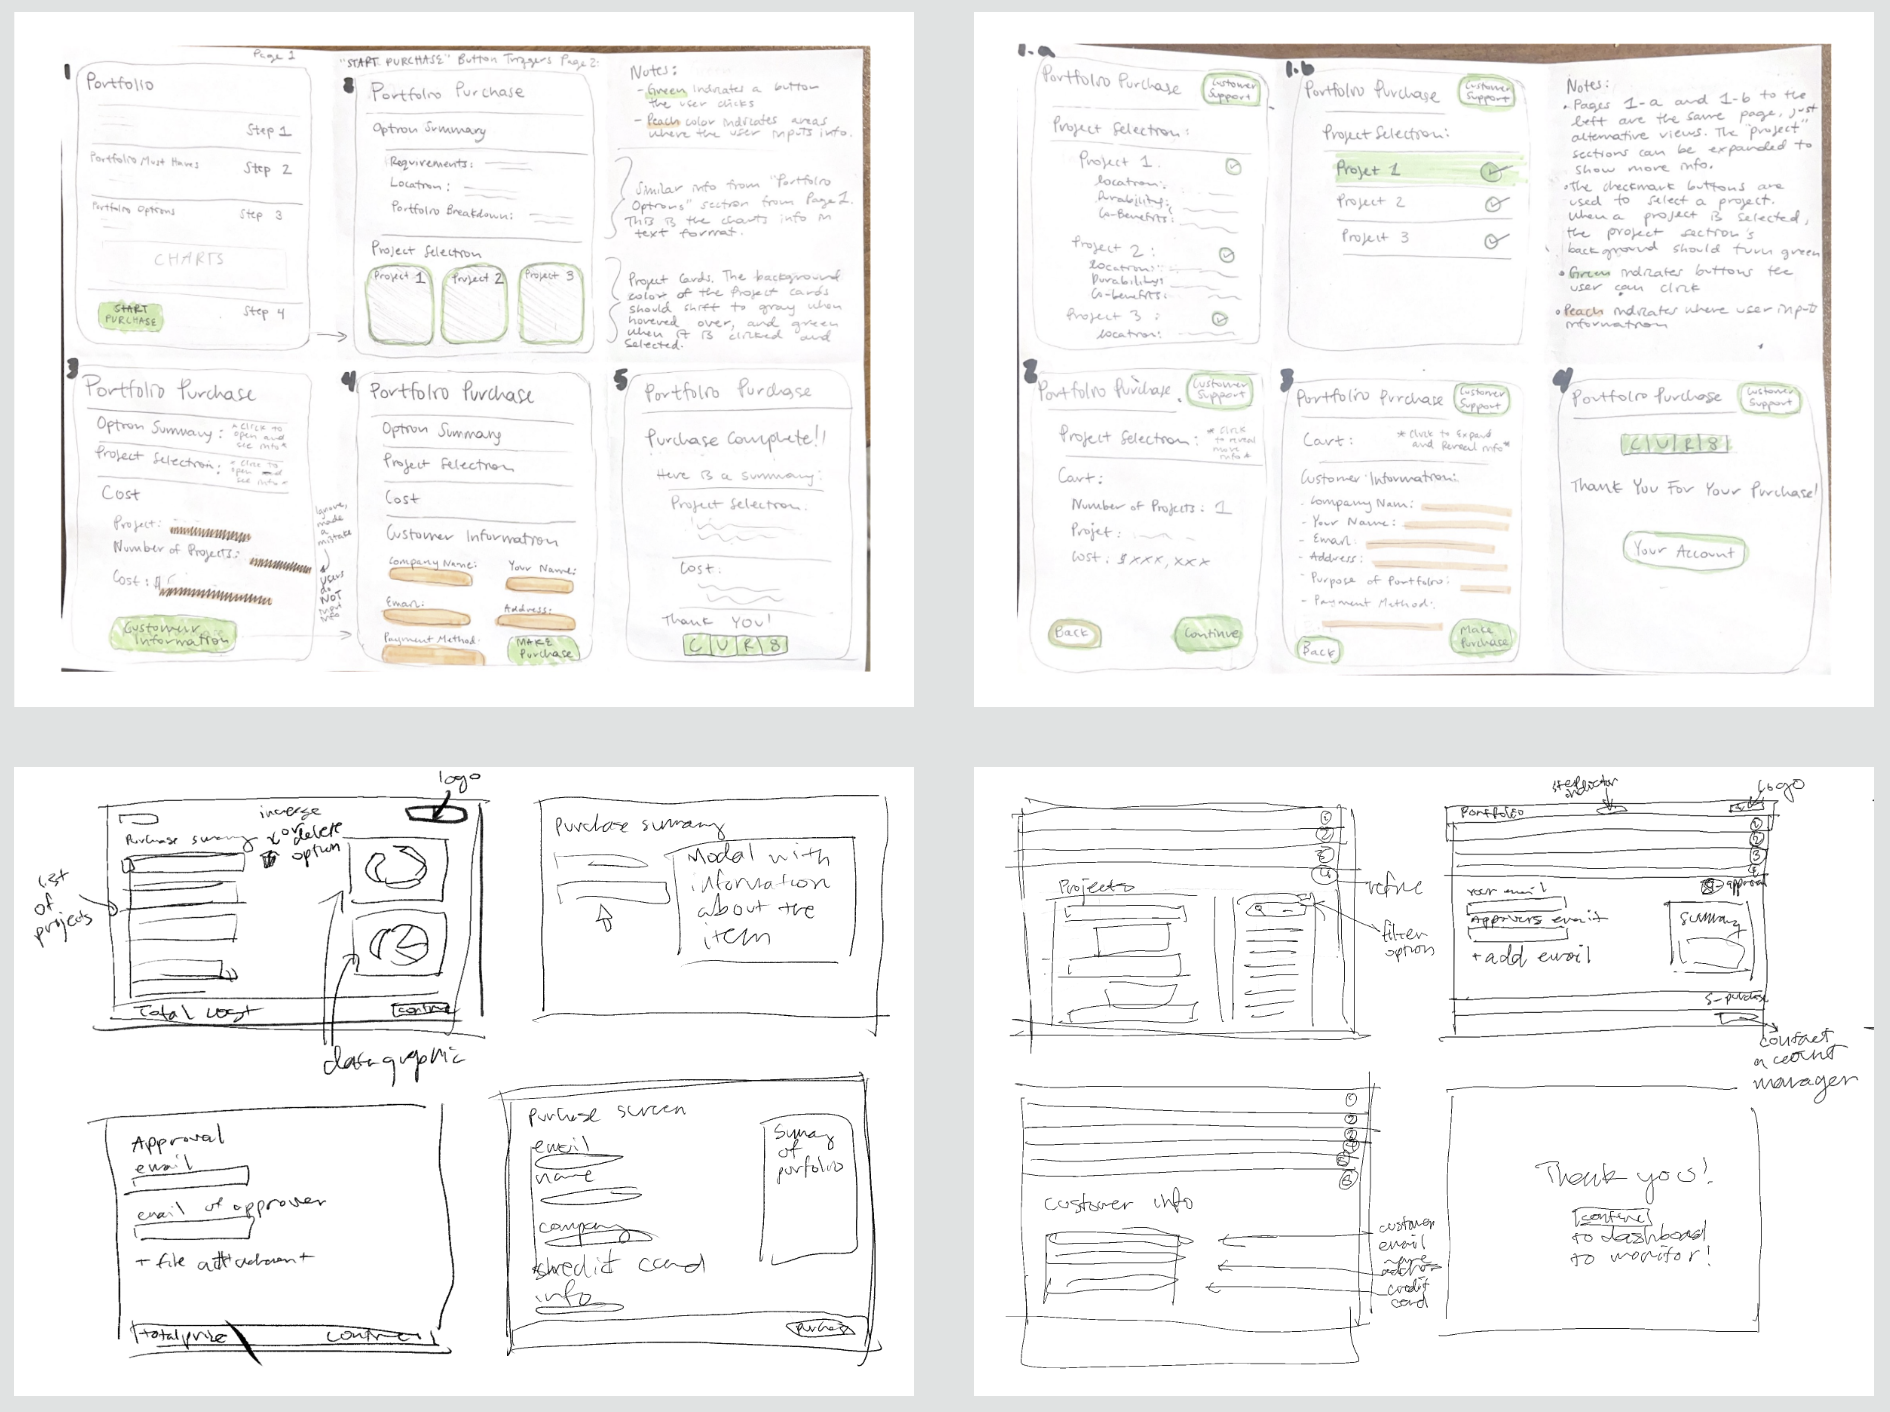 Page 1
"START PURCHASE" Button Triggers Page 2:
1
Portfolio
Step 1
Portfolio Must Haves
Step 2
Portfolio Options
Step 3
CHARTS
START
PURCHASE
Step 4
2
Portfolio Purchase
Option Summary
Requirements:
Location:
Portfolio Breakdown:
Project Selection
Project 1
Project 2
Project 3
Notes:
- Green indicates a button
the user clicks
- Peach color indicates areas
where the user inputs info.
Similar info from "Portfolio
Options" section from Page 1.
This is the charts info in
text format.
Project Cards. The background
color of the Project cards
should shift to gray when
hovered over, and green
when it is clicked and
selected.
3
Portfolio Purchase
Option Summary: *click to
open and
see info*
Project Selection: *click to
open and
see info*
Cost
Project:
Number of Projects:
Cost: $
Customer
Information
Ignore,
made
a
mistake
users
do
NOT
input
info
4
Portfolio Purchase
Option Summary
Project Selection
Cost
Customer Information
Company Name:
Your Name:
Email:
Address:
Payment Method:
MAKE
Purchase
5
Portfolio Purchase
Purchase Complete!!
Here is a summary:
Project Selection
Cost:
Thank you!
C U R 8
1.a
Portfolio Purchase
Customer
Support
Project Selection:
Project 1:
Location:
Durability:
Co-Benefits:
Project 2:
Location:
Durability:
Co-benefits:
Project 3:
location:
1.b
Portfolio Purchase
Customer
Support
Project Selection:
Projet 1
Project 2
Project 3
Notes:
• Pages 1-a and 1-b to the
left are the same page, just
alternative views. The "project"
sections can be expanded to
show more info.
• The checkmark buttons are
used to select a project.
When a project is selected,
the project section's
background should turn green
• Green indicates buttons the
user can click
• Peach indicates where user input
information
2
Portfolio Purchase
Customer
Support
Project Selection: *click
to reveal
more
info*
Cart:
Number of Projects: 1
Projet:
Cost: $xxx,xxx
Back
Continue
3
Portfolio Purchase
Customer
Support
Cart: *Click to Expand
and Reveal info*
Customer Information:
- Company Name:
- Your Name:
- Email:
- Address:
- Purpose of Portfolio:
- Payment Method:
Back
Make
Purchase
4
Portfolio Purchase
Customer
Support
C U R 8
Thank You For Your Purchase!
Your Account
logo
increase
or
delete
option
Purchase sumary
list
of
projects
Total cost
continue
datagraphic
Purchase sumary
Modal with
information
about the
item
Approval
email
email of approver
+ file attachment
total price
Purchase screen
email
name
company
credit card
info
Sumary
of
porfolio
purchase
1
2
3
4
refine
Projects
filter
option
Logo
Portfolio
1
2
3
4
approval
your email
Approvers email
+ add email
sumary
5-purchase
contact
account
manager
1
2
customer info
customer
email
name
address
credit
card
Thank you!
continue
to dashboad
to monitor!